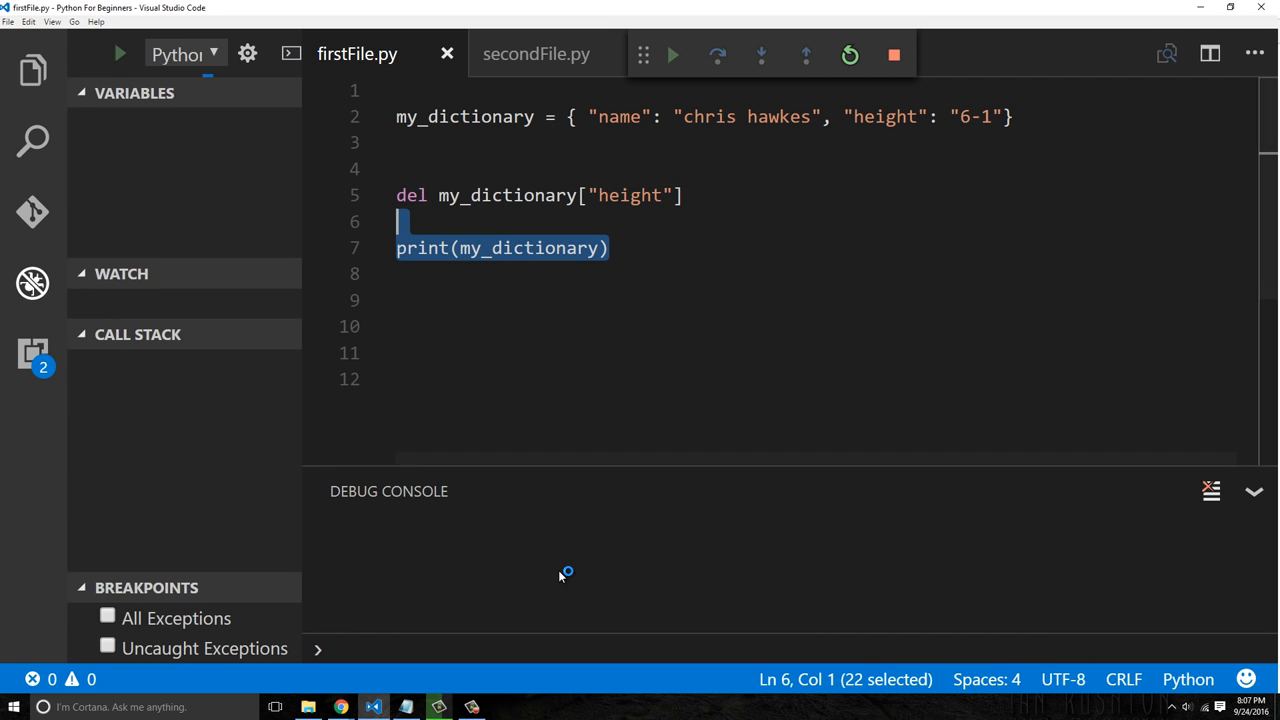 firstFile.py - Python For Beginners - Visual Studio Code
File Edit View Go Help
Pythor
firstFile.py
secondFile.py
VARIABLES
WATCH
CALL STACK
BREAKPOINTS
All Exceptions
Uncaught Exceptions
2
1
2 my_dictionary = { "name": "chris hawkes", "height": "6-1"}
3
4
5 del my_dictionary["height"]
6
7 print(my_dictionary)
8
9
10
11
12
DEBUG CONSOLE
0 0
Ln 6, Col 1 (22 selected) Spaces: 4 UTF-8 CRLF Python
I'm Cortana. Ask me anything.
8:07 PM
9/24/2016